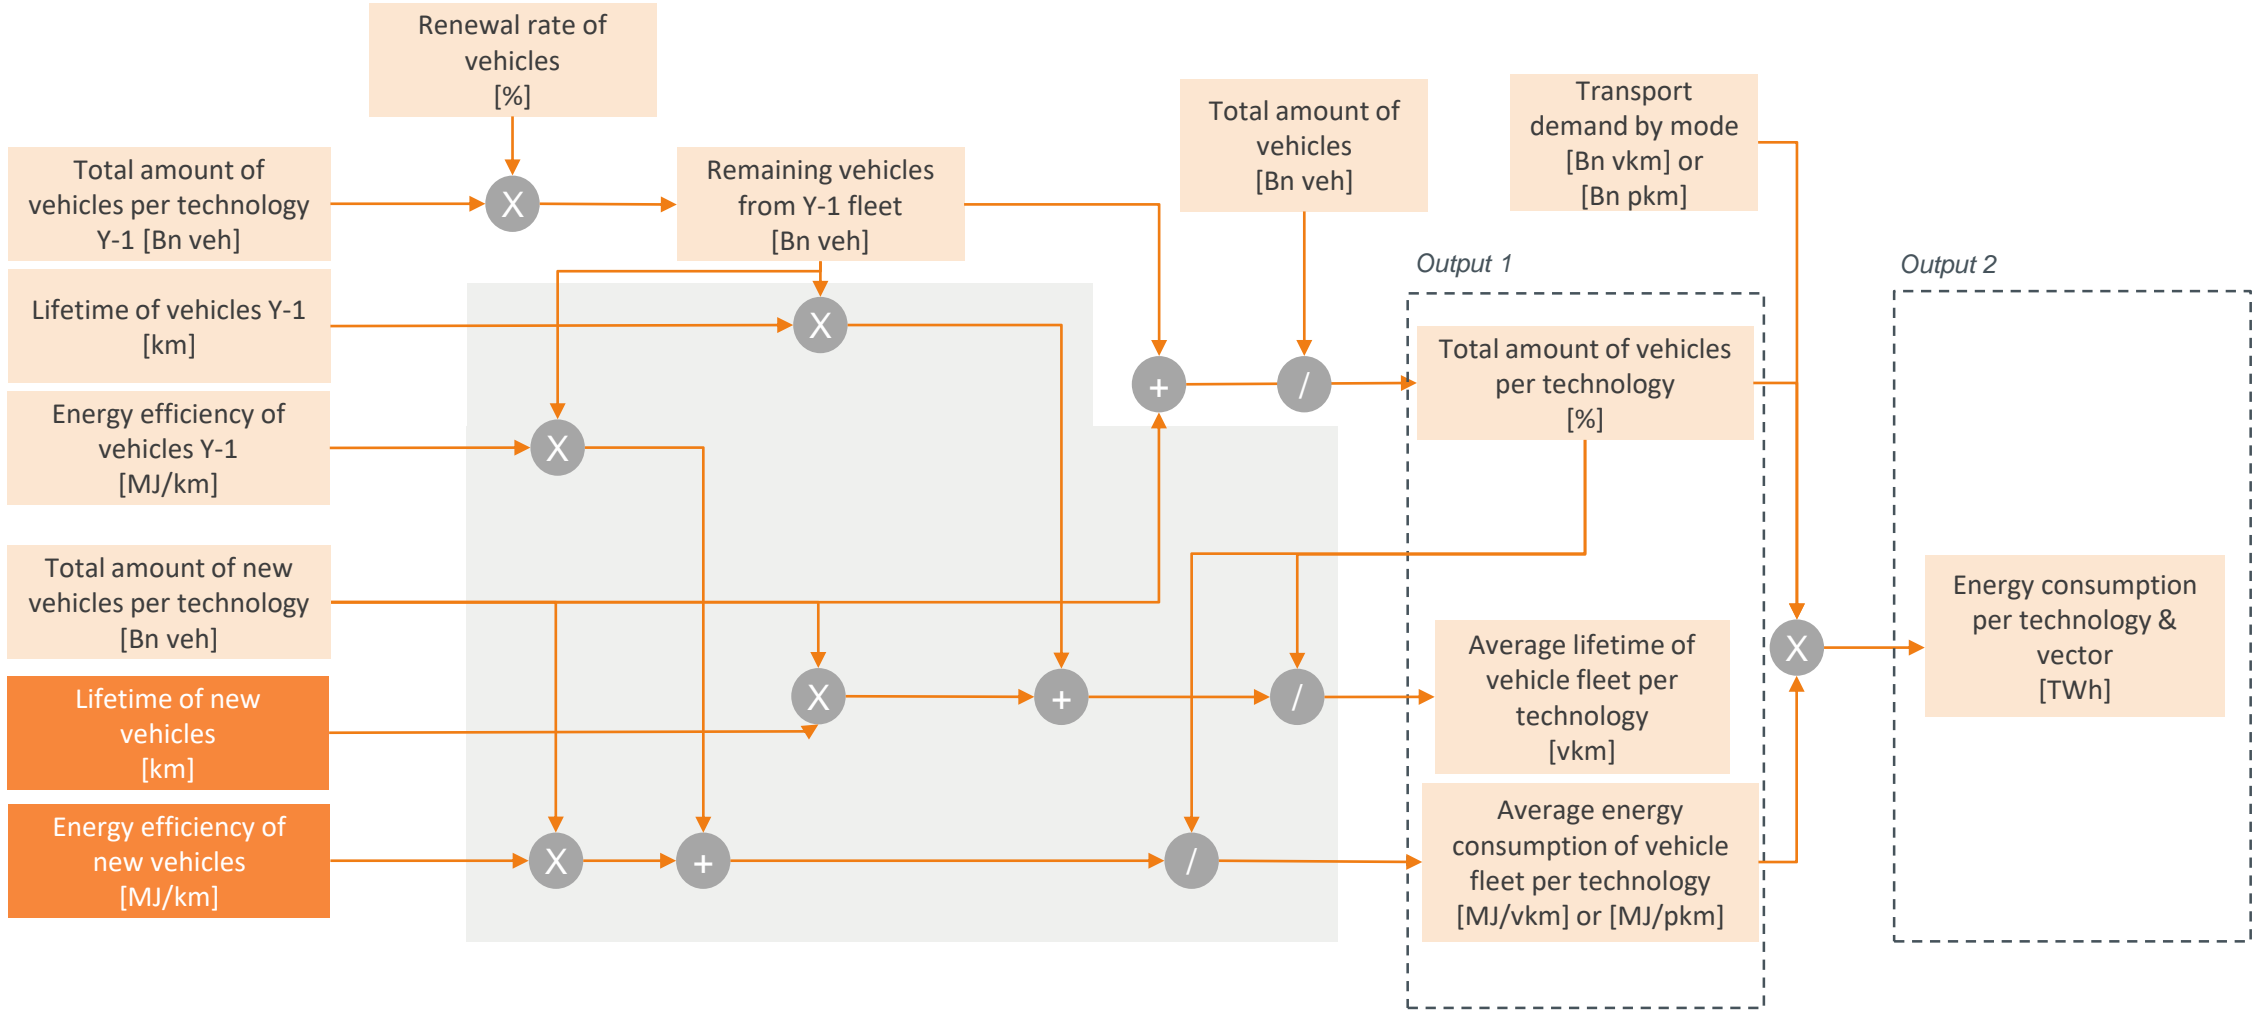 Renewal rate of
vehicles
[%]
Total amount of
vehicles per technology
Y-1 [Bn veh]
X
Remaining vehicles
from Y-1 fleet
[Bn veh]
Total amount of
vehicles
[Bn veh]
Transport
demand by mode
[Bn vkm] or
[Bn pkm]
Lifetime of vehicles Y-1
[km]
X
Energy efficiency of
vehicles Y-1
[MJ/km]
X
+
/
Output 1
Total amount of vehicles
per technology
[%]
Output 2
Total amount of new
vehicles per technology
[Bn veh]
Lifetime of new
vehicles
[km]
X
+
/
Average lifetime of
vehicle fleet per
technology
[vkm]
X
Energy consumption
per technology &
vector
[TWh]
Energy efficiency of
new vehicles
[MJ/km]
X
+
/
Average energy
consumption of vehicle
fleet per technology
[MJ/vkm] or [MJ/pkm]